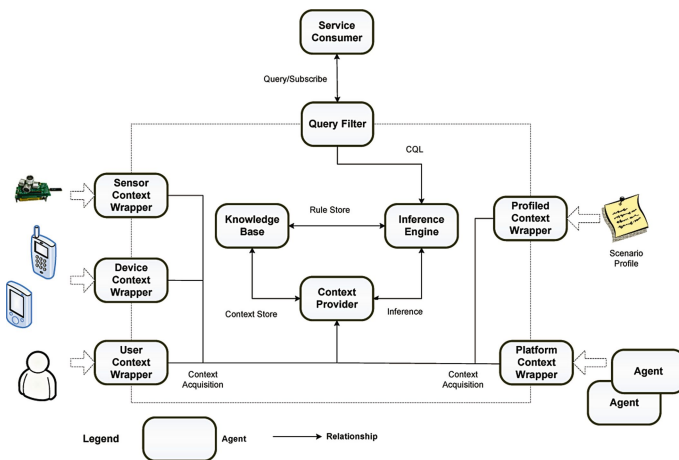 Service
Consumer
Query/Subscribe
Query Filter
CQL
Sensor
Context
Wrapper
Knowledge
Base
Rule Store
Inference
Engine
Profiled
Context
Wrapper
Scenario
Profile
Device
Context
Wrapper
Context
Provider
Context Store
Inference
User
Context
Wrapper
Context
Acquisition
Context
Acquisition
Platform
Context
Wrapper
Agent
Agent
Legend
Agent
Relationship